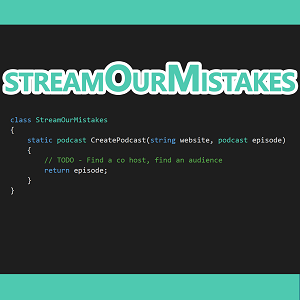 STREAMOURMISTAKES
class StreamOurMistakes
{
    static podcast CreatePodcast(string website, podcast episode)
    {
        // TODO - Find a co host, find an audience
        return episode;
    }
}